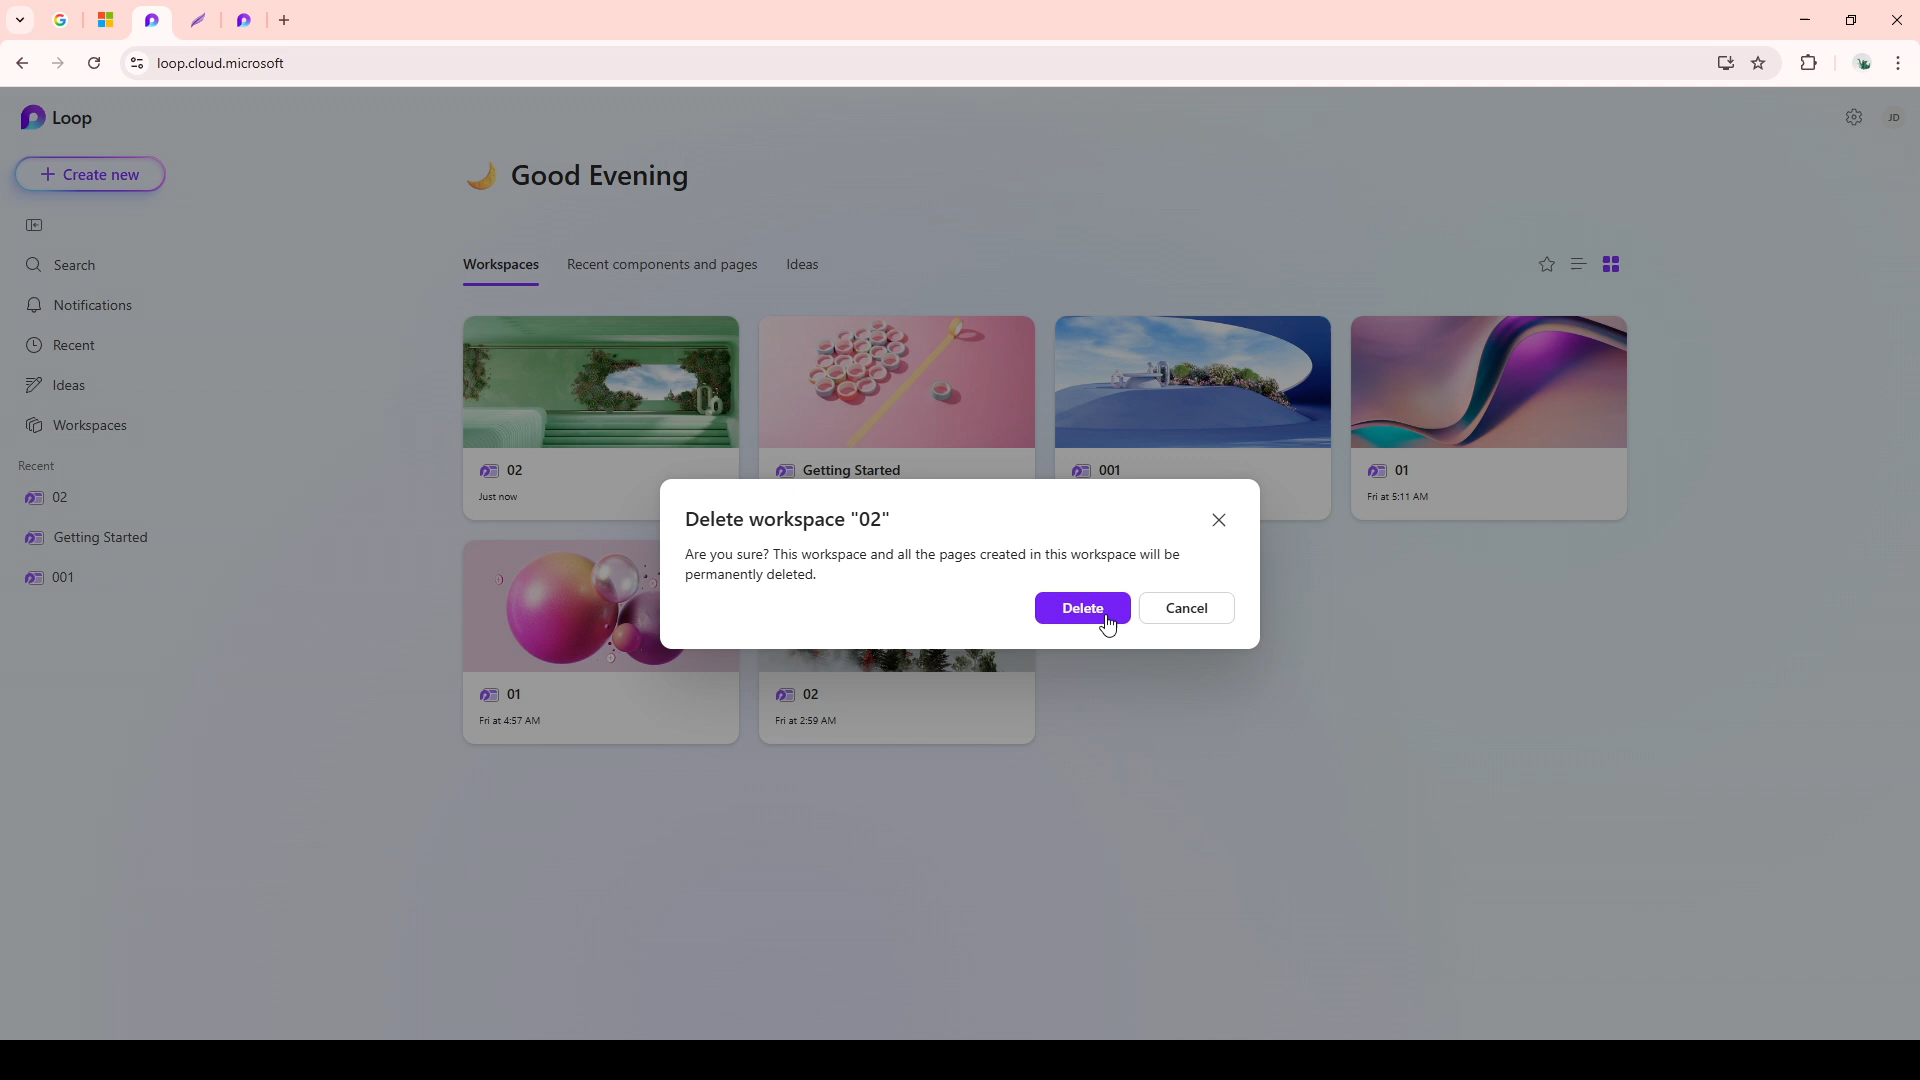 loop.cloud.microsoft
Loop
JD
Create new
Good Evening
Search
Notifications
Recent
Ideas
Workspaces
Recent
02
Getting Started
001
Workspaces
Recent components and pages
Ideas
02
Just now
Getting Started
001
01
Fri at 5:11 AM
Delete workspace "02"
Are you sure? This workspace and all the pages created in this workspace will be
permanently deleted.
Delete
Cancel
01
Fri at 4:57 AM
02
Fri at 2:59 AM